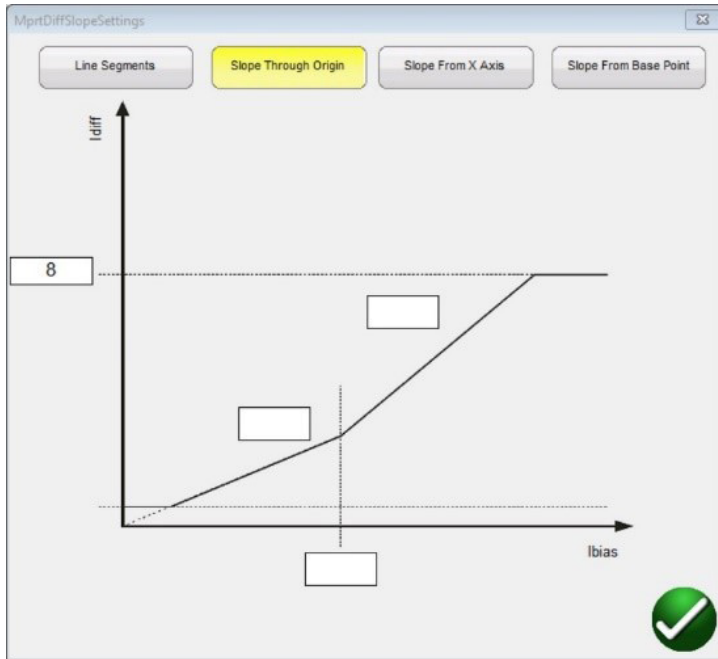 MprtDiffSlopeSettings
Line Segments
Slope Through Origin
Slope From X Axis
Slope From Base Point
Idiff
8
Ibias